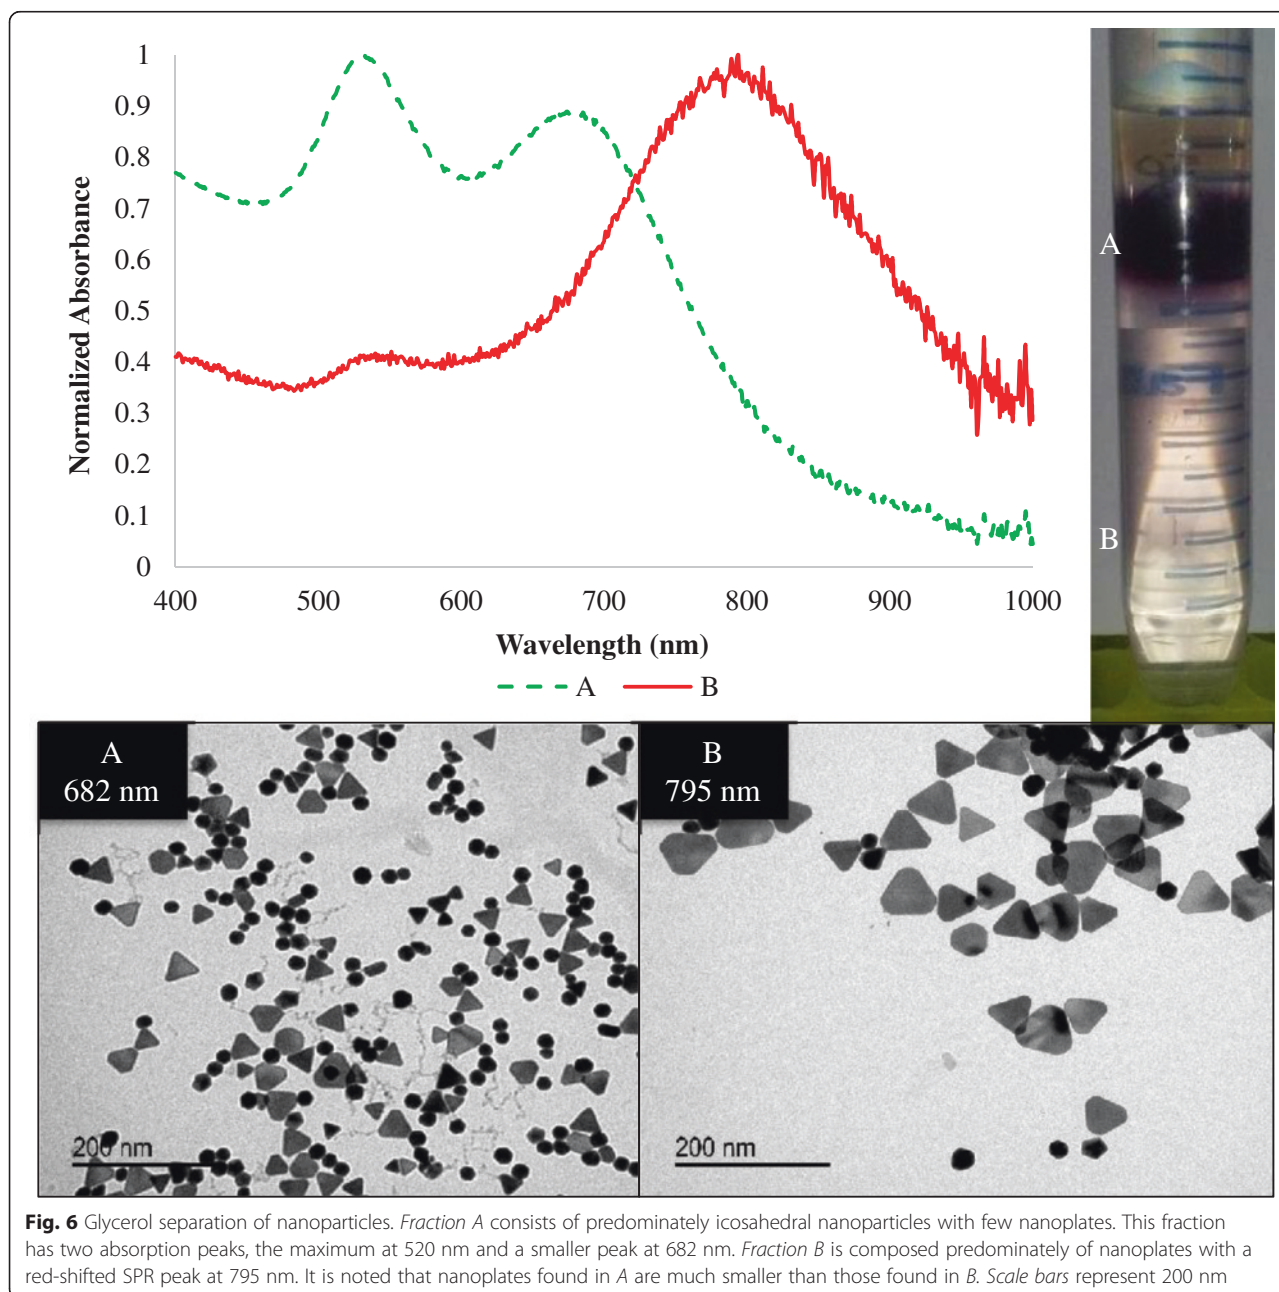 1
0.9
0.8
0.7
0.6
0.5
0.4
0.3
0.2
0.1
0
Normalized Absorbance
400 500 600 700 800 900 1000
Wavelength (nm)
A B
A
B
A
682 nm
200 nm
B
795 nm
200 nm
Fig. 6 Glycerol separation of nanoparticles. Fraction A consists of predominately icosahedral nanoparticles with few nanoplates. This fraction
has two absorption peaks, the maximum at 520 nm and a smaller peak at 682 nm. Fraction B is composed predominately of nanoplates with a
red-shifted SPR peak at 795 nm. It is noted that nanoplates found in A are much smaller than those found in B. Scale bars represent 200 nm